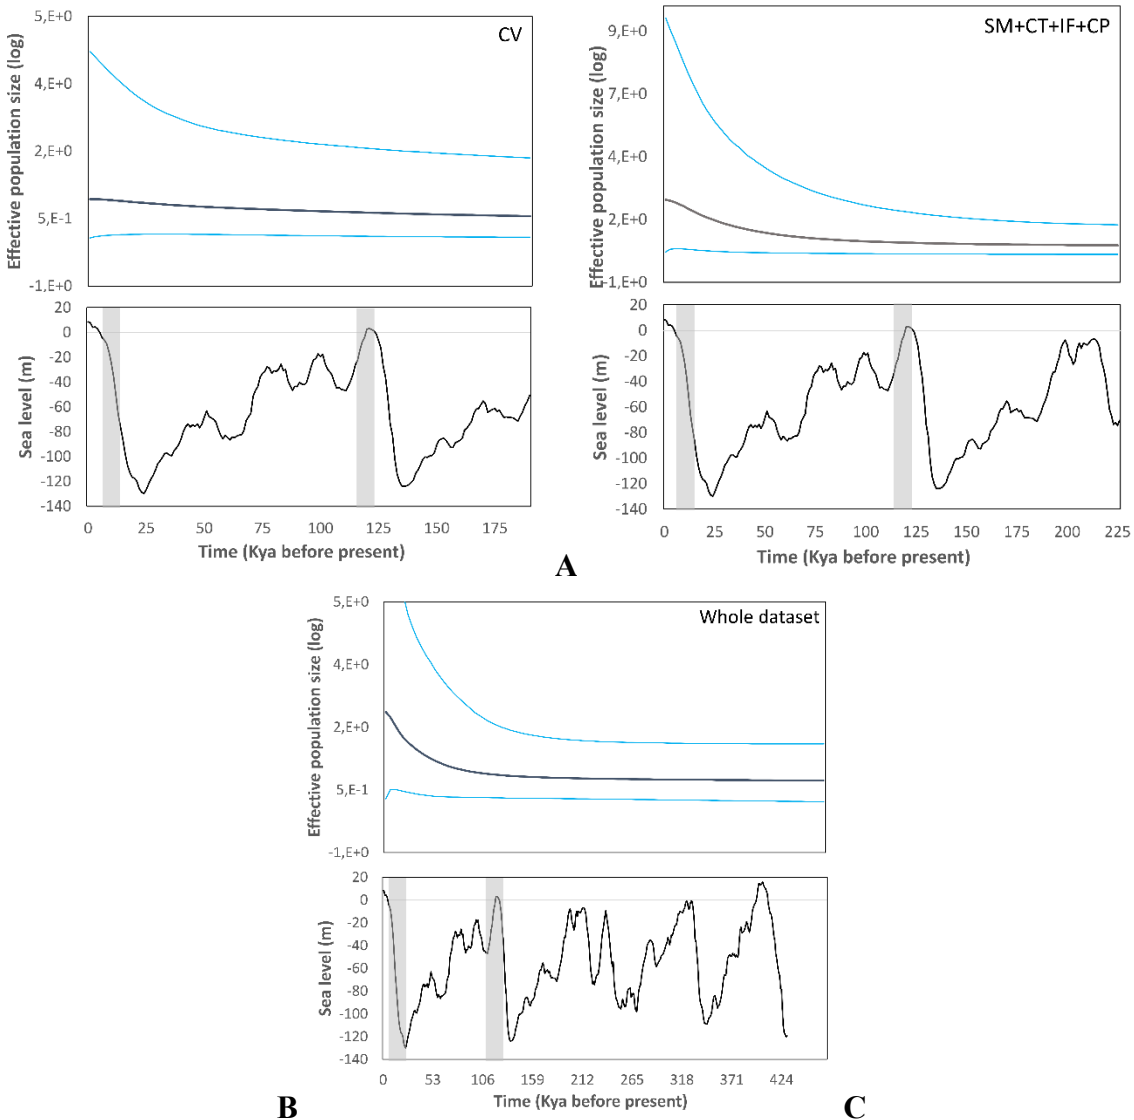 CV
Effective population size (log)
5,E+0
4,E+0
2,E+0
5,E-1
-1,E+0
Sea level (m)
20
0
-20
-40
-60
-80
-100
-120
-140
0 25 50 75 100 125 150 175
Time (Kya before present)
SM+CT+IF+CP
Effective population size (log)
9,E+0
7,E+0
4,E+0
2,E+0
-1,E+0
Sea level (m)
20
0
-20
-40
-60
-80
-100
-120
-140
0 25 50 75 100 125 150 175 200 225
Time (Kya before present)
A
Whole dataset
Effective population size (log)
5,E+0
4,E+0
2,E+0
5,E-1
-1,E+0
Sea level (m)
20
0
-20
-40
-60
-80
-100
-120
-140
0 53 106 159 212 265 318 371 424
Time (Kya before present)
B C